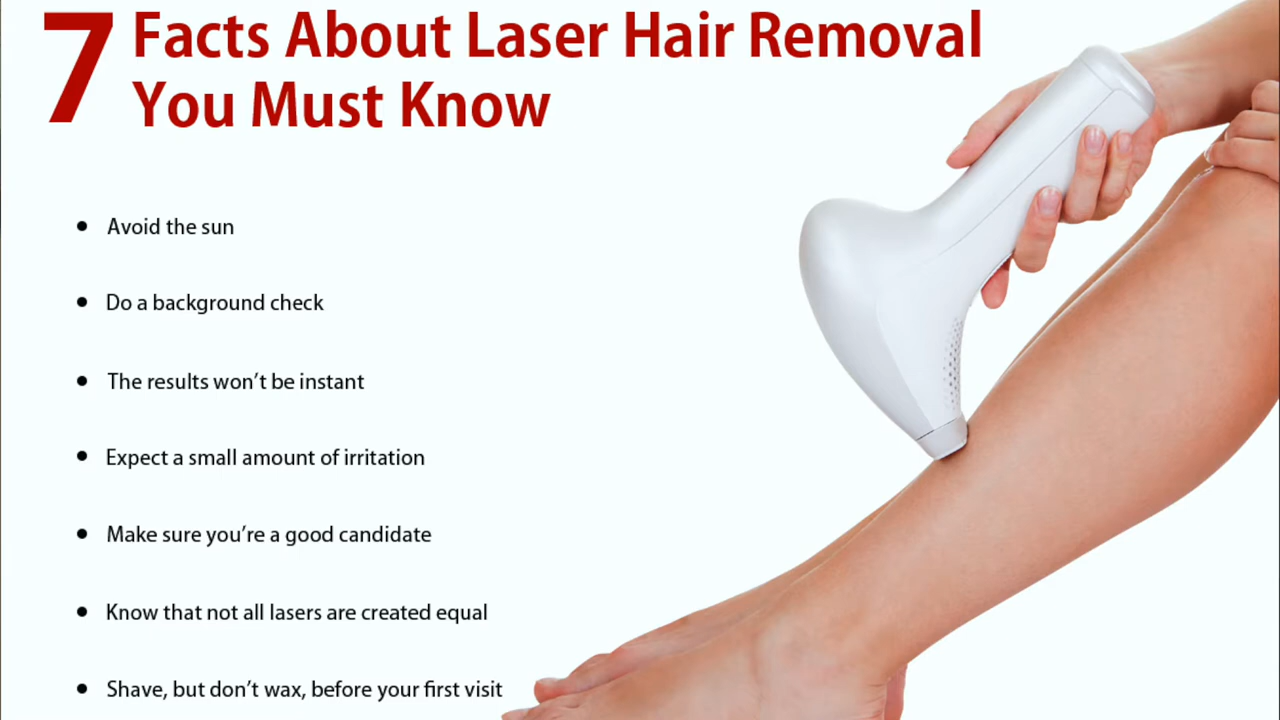 7 Facts About Laser Hair Removal
You Must Know
• Avoid the sun
• Do a background check
• The results won’t be instant
• Expect a small amount of irritation
• Make sure you’re a good candidate
• Know that not all lasers are created equal
• Shave, but don’t wax, before your first visit